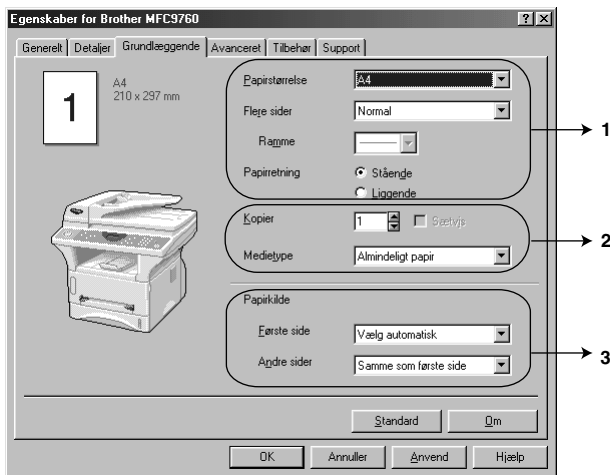 Egenskaber for Brother MFC9760
Generelt Detaljer Grundlæggende Avanceret Tilbehør Support
1
A4
210 x 297 mm
Papirstørrelse A4
Flere sider Normal
Ramme
Papirretning Stående
Liggende
1
Kopier 1 Sætvis
Medietype Almindeligt papir
2
Papirkilde
Første side Vælg automatisk
Andre sider Samme som første side
3
Standard Om
OK Annuller Anvend Hjælp